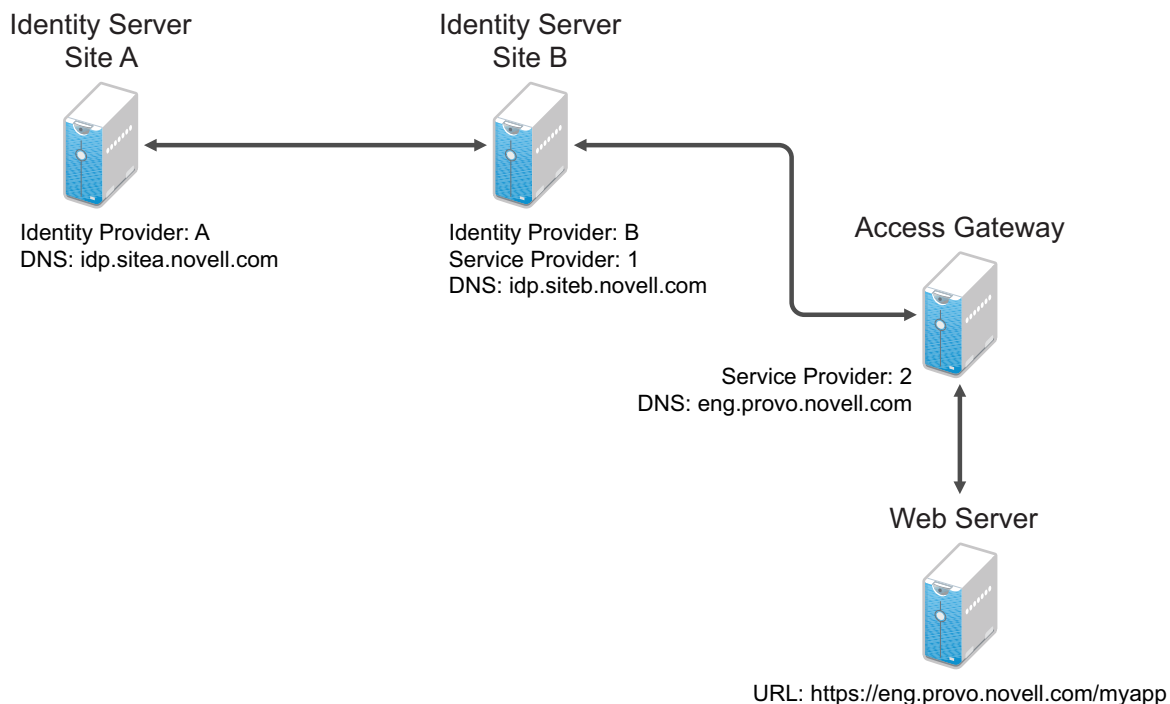 Identity Server
Site A
Identity Server
Site B
Identity Provider: A
DNS: idp.sitea.novell.com
Identity Provider: B
Service Provider: 1
DNS: idp.siteb.novell.com
Access Gateway
Service Provider: 2
DNS: eng.provo.novell.com
Web Server
URL: https://eng.provo.novell.com/myapp